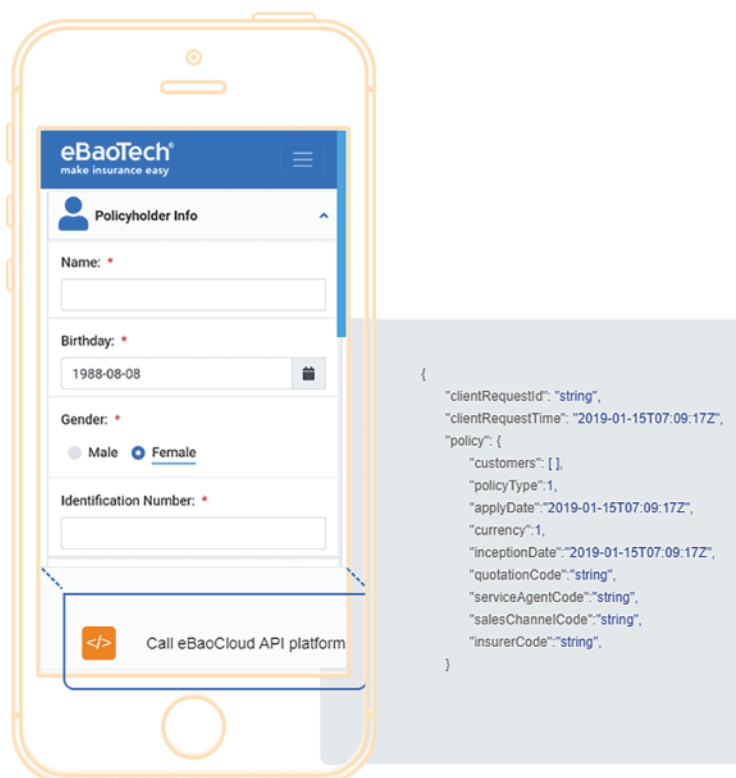 eBaoTech®
make insurance easy
Policyholder Info
Name: *
Birthday: *
1988-08-08
Gender: *
Male Female
Identification Number: *
</> Call eBaoCloud API platform
{
"clientRequestId": "string",
"clientRequestTime": "2019-01-15T07:09:17Z",
"policy": {
"customers": [ ],
"policyType":1,
"applyDate":"2019-01-15T07:09:17Z",
"currency":1,
"inceptionDate":"2019-01-15T07:09:17Z",
"quotationCode":"string",
"serviceAgentCode":"string",
"salesChannelCode":"string",
"insurerCode":"string",
}